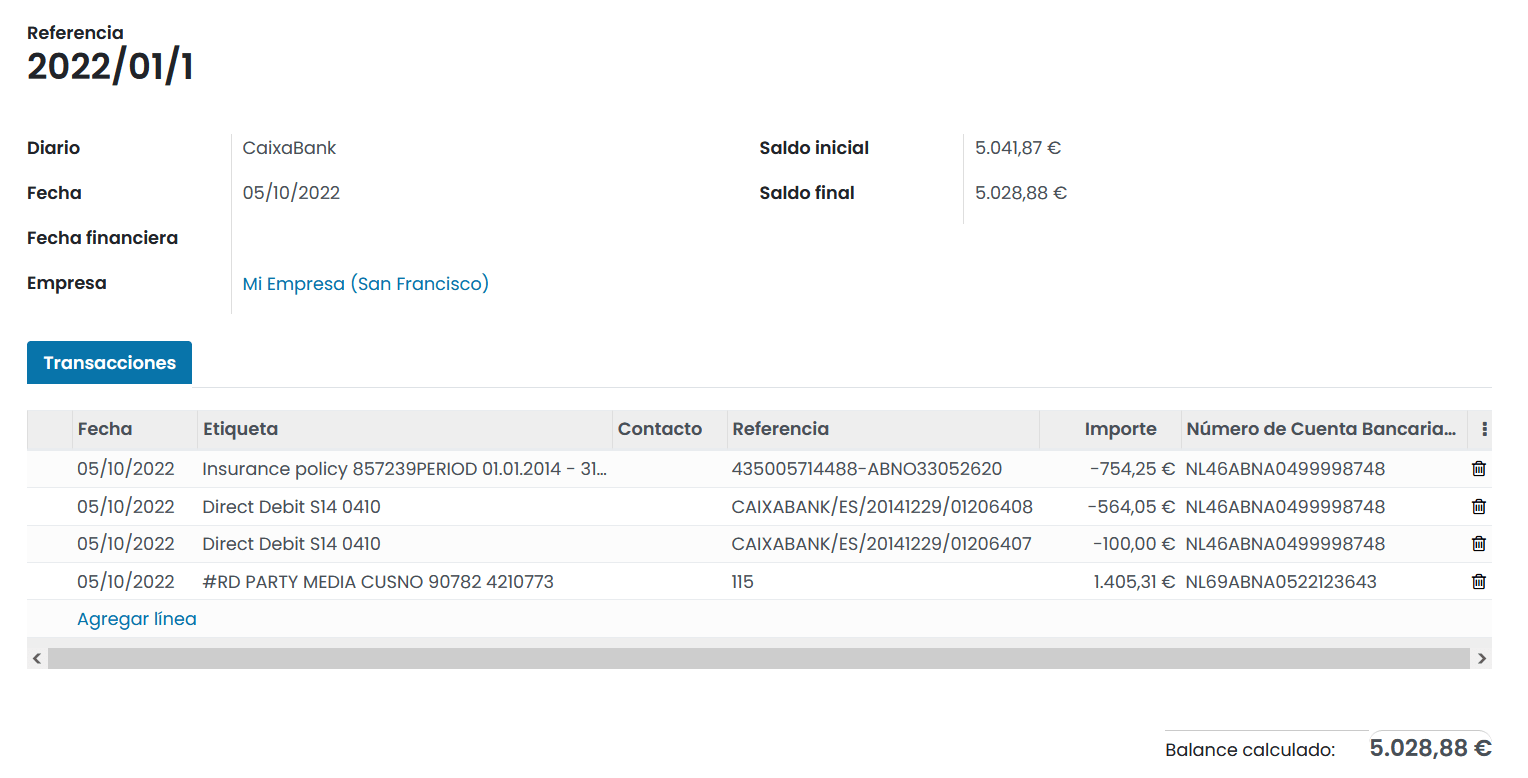 Referencia
2022/01/1
Diario CaixaBank Saldo inicial 5.041,87 €
Fecha 05/10/2022 Saldo final 5.028,88 €
Fecha financiera
Empresa Mi Empresa (San Francisco)
Transacciones
Fecha Etiqueta Contacto Referencia Importe Número de Cuenta Bancaria...
05/10/2022 Insurance policy 857239PERIOD 01.01.2014 - 31... 435005714488-ABNO33052620 -754,25 € NL46ABNA0499998748
05/10/2022 Direct Debit S14 0410 CAIXABANK/ES/20141229/01206408 -564,05 € NL46ABNA0499998748
05/10/2022 Direct Debit S14 0410 CAIXABANK/ES/20141229/01206407 -100,00 € NL46ABNA0499998748
05/10/2022 #RD PARTY MEDIA CUSNO 90782 4210773 115 1.405,31 € NL69ABNA0522123643
Agregar línea
Balance calculado: 5.028,88 €